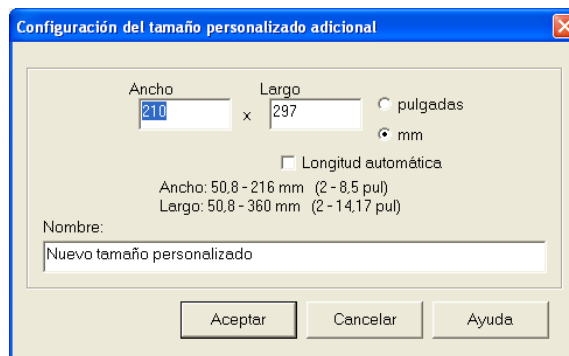 Configuración del tamaño personalizado adicional
Ancho Largo
210 x 297
pulgadas
mm
Longitud automática
Ancho: 50,8 - 216 mm (2 - 8,5 pul)
Largo: 50,8 - 360 mm (2 - 14,17 pul)
Nombre:
Nuevo tamaño personalizado
Aceptar Cancelar Ayuda